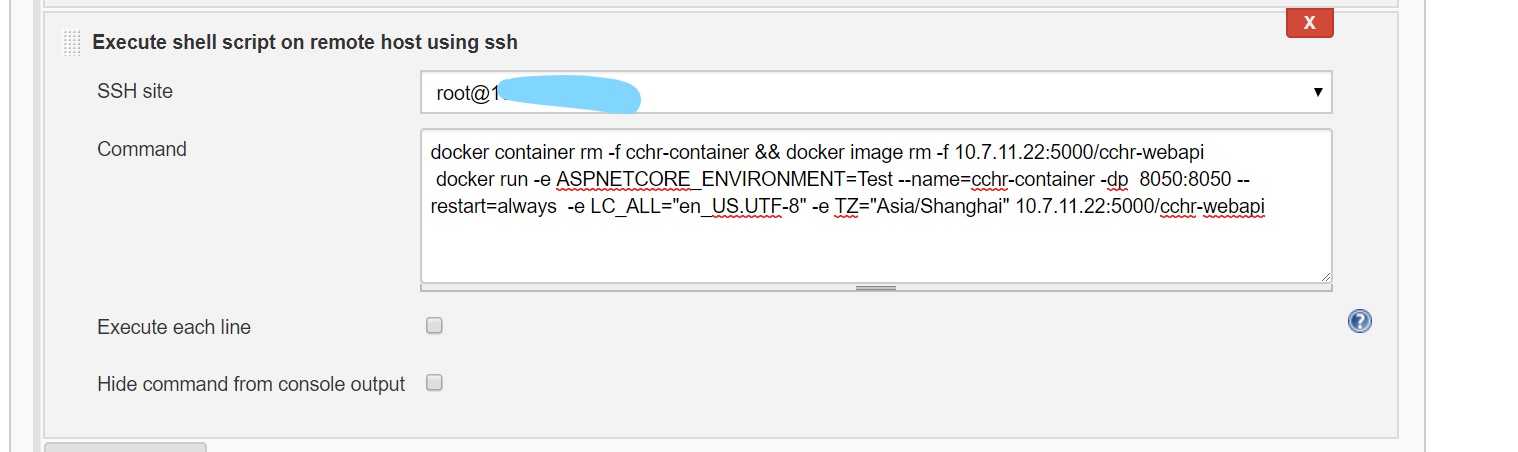 X
Execute shell script on remote host using ssh
SSH site
root@1
Command
docker container rm -f cchr-container && docker image rm -f 10.7.11.22:5000/cchr-webapi
docker run -e ASPNETCORE_ENVIRONMENT=Test --name=cchr-container -dp  8050:8050 --
restart=always  -e LC_ALL="en_US.UTF-8" -e TZ="Asia/Shanghai" 10.7.11.22:5000/cchr-webapi
Execute each line
?
Hide command from console output